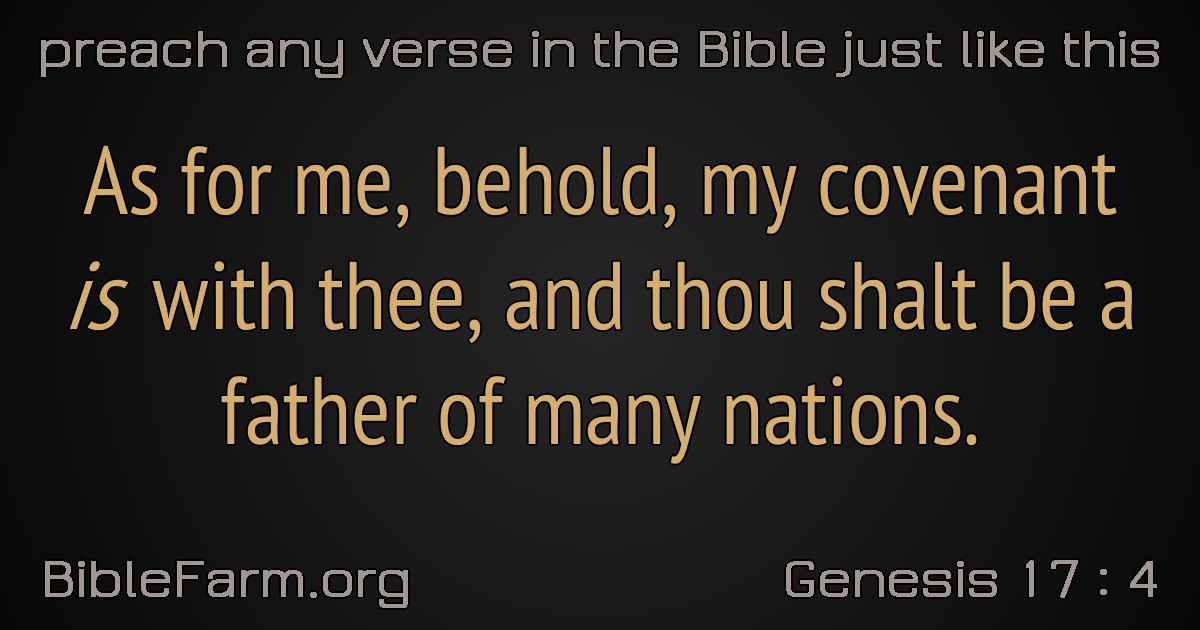 preach any verse in the Bible just like this
As for me, behold, my covenant
is with thee, and thou shalt be a
father of many nations.
BibleFarm.org
Genesis 17 : 4